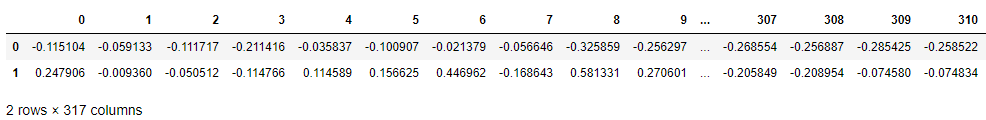 0 1 2 3 4 5 6 7 8 9 ... 307 308 309 310
0 -0.115104 -0.059133 -0.111717 -0.211416 -0.035837 -0.100907 -0.021379 -0.056646 -0.325859 -0.256297 ... -0.268554 -0.256887 -0.285425 -0.258522
1 0.247906 -0.009360 -0.050512 -0.114766 0.114589 0.156625 0.446962 -0.168643 0.581331 0.270601 ... -0.205849 -0.208954 -0.074580 -0.074834
2 rows × 317 columns